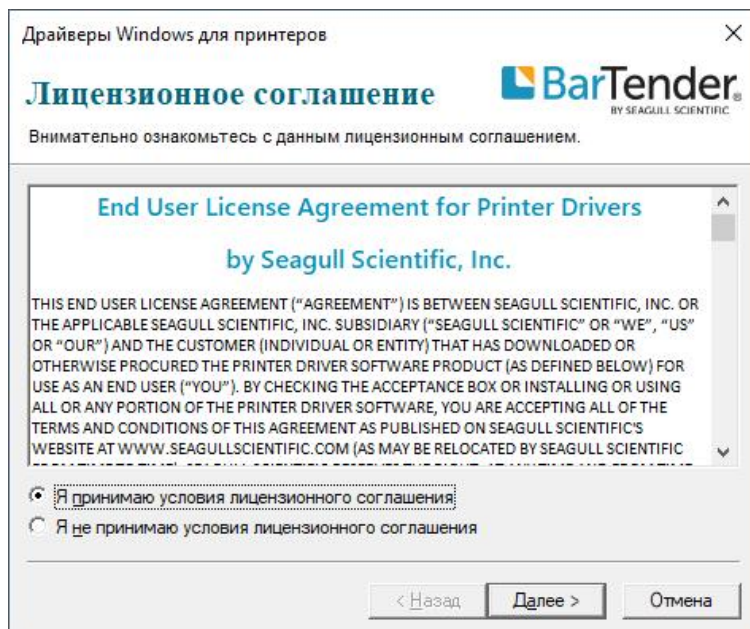 Драйверы Windows для принтеров
Лицензионное соглашение
BarTender®
BY SEAGULL SCIENTIFIC
Внимательно ознакомьтесь с данным лицензионным соглашением.
End User License Agreement for Printer Drivers
by Seagull Scientific, Inc.
THIS END USER LICENSE AGREEMENT (“AGREEMENT”) IS BETWEEN SEAGULL SCIENTIFIC, INC. OR
THE APPLICABLE SEAGULL SCIENTIFIC, INC. SUBSIDIARY (“SEAGULL SCIENTIFIC” OR “WE”, “US”
OR “OUR”) AND THE CUSTOMER (INDIVIDUAL OR ENTITY) THAT HAS DOWNLOADED OR
OTHERWISE PROCURED THE PRINTER DRIVER SOFTWARE PRODUCT (AS DEFINED BELOW) FOR
USE AS AN END USER (“YOU”). BY CHECKING THE ACCEPTANCE BOX OR INSTALLING OR USING
ALL OR ANY PORTION OF THE PRINTER DRIVER SOFTWARE, YOU ARE ACCEPTING ALL OF THE
TERMS AND CONDITIONS OF THIS AGREEMENT AS PUBLISHED ON SEAGULL SCIENTIFIC'S
WEBSITE AT WWW.SEAGULLSCIENTIFIC.COM (AS MAY BE RELOCATED BY SEAGULL SCIENTIFIC
Я принимаю условия лицензионного соглашения
Я не принимаю условия лицензионного соглашения
< Назад
Далее >
Отмена